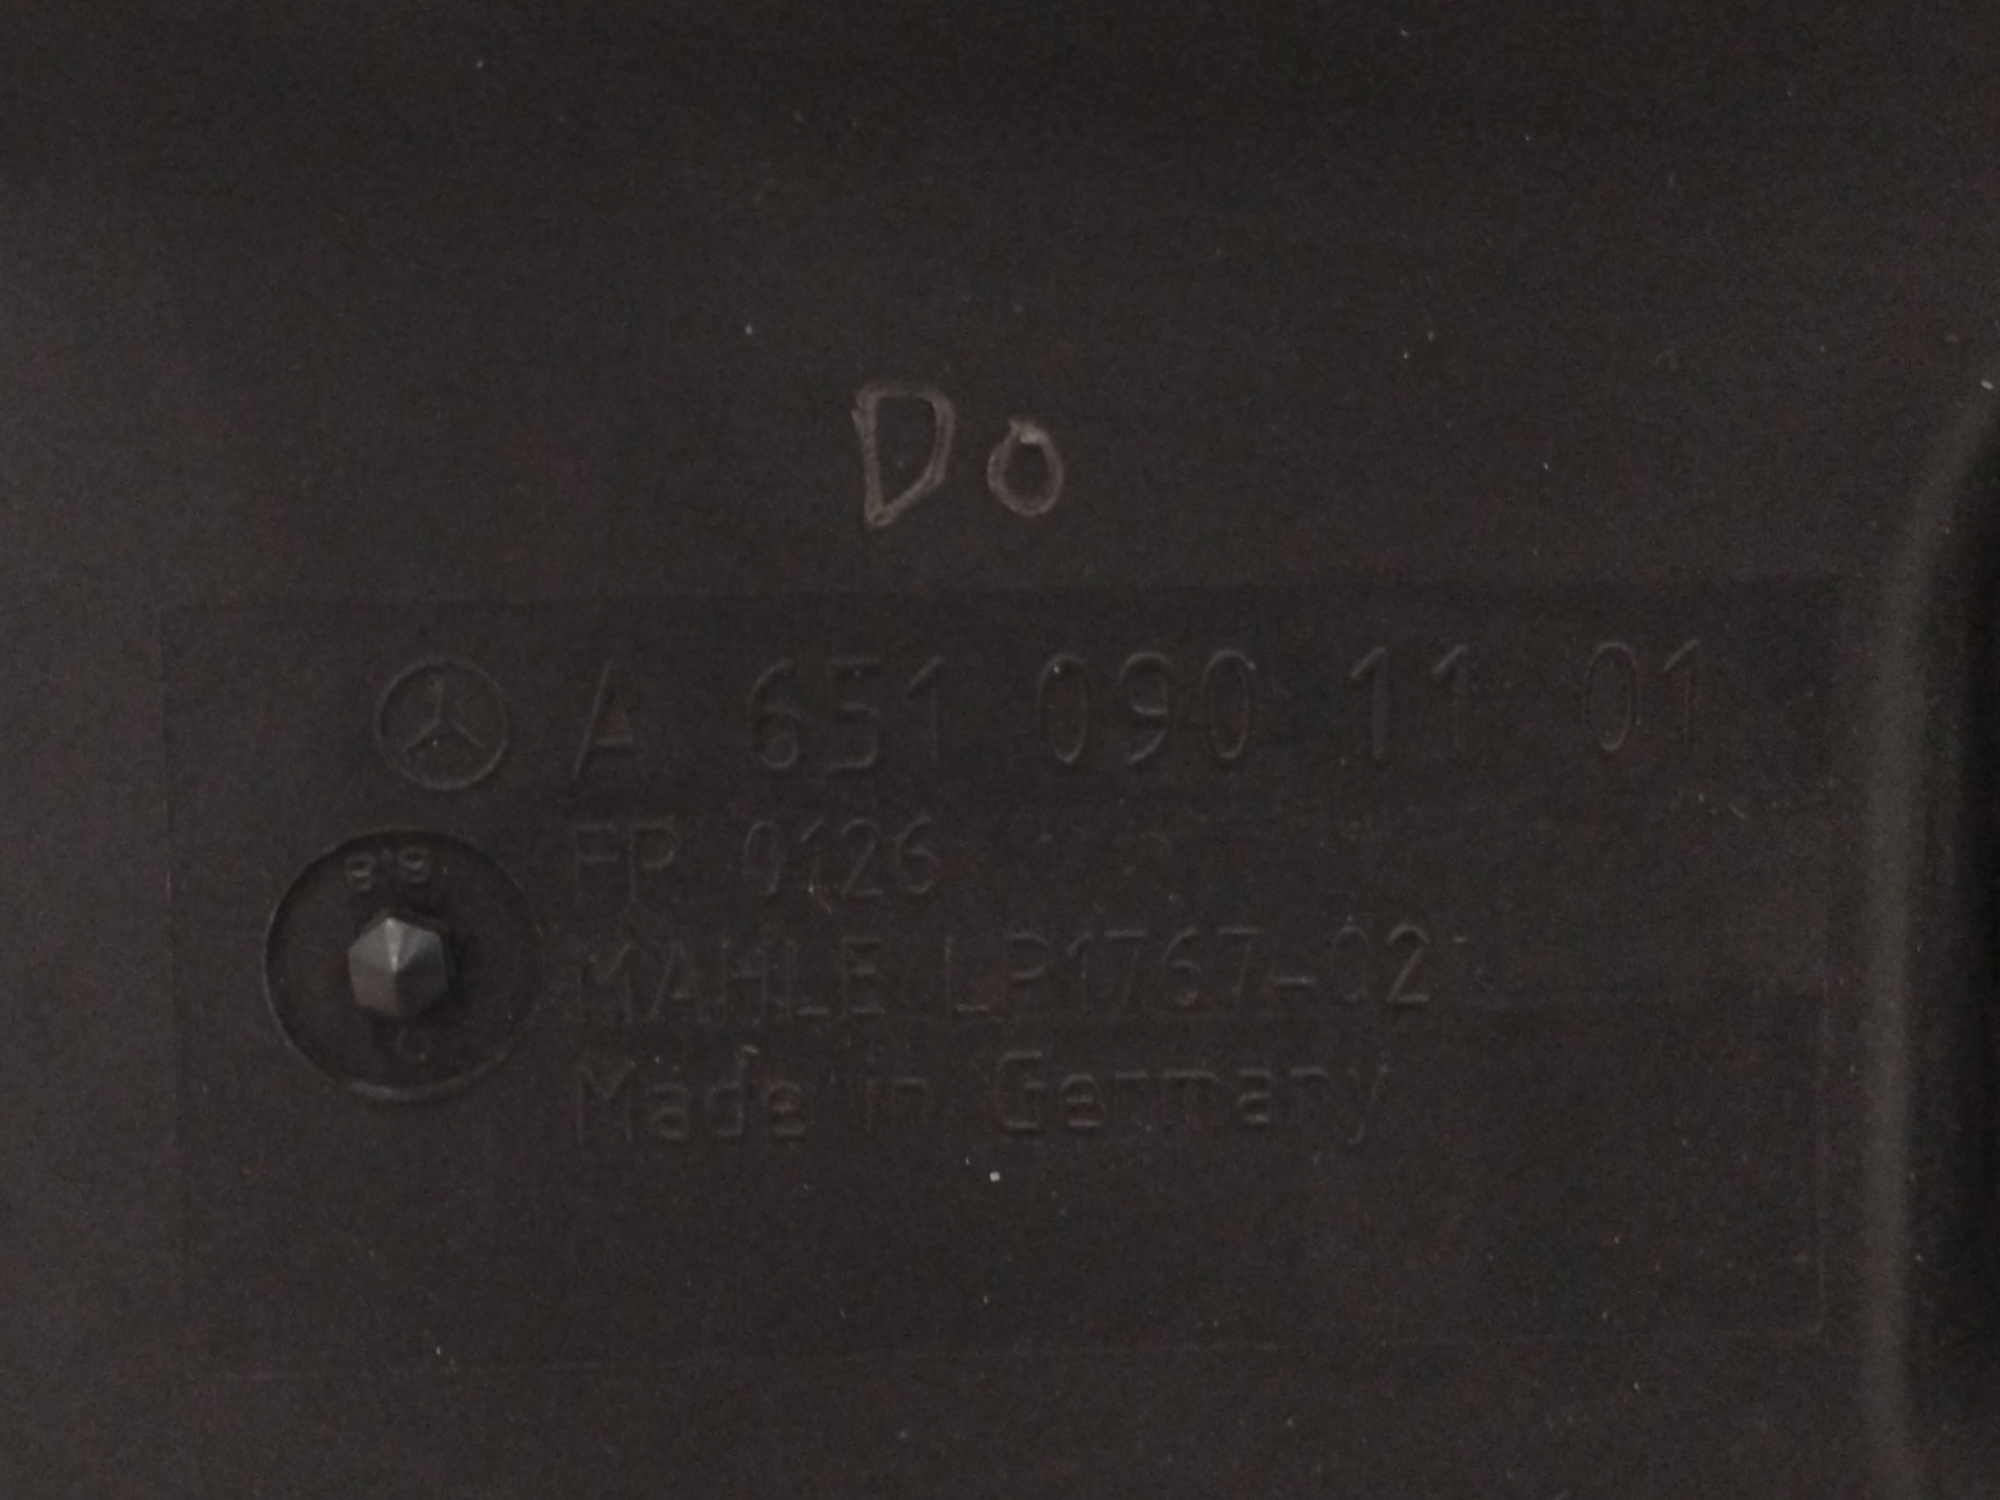 Do
A 651 090 11 01
FP 0126
MAHLE LP1767-02
Made in Germany